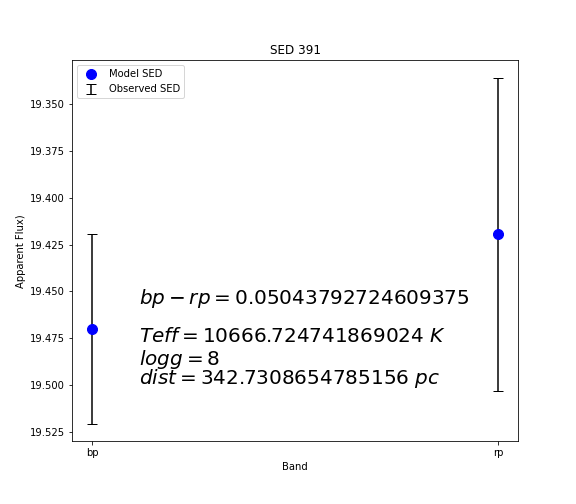 SED 391
Model SED
Observed SED
19.350
19.375
19.400
19.425
19.450
19.475
19.500
19.525
Apparent Flux)
bp − rp = 0.05043792724609375
Teff = 10666.724741869024 K
logg = 8
dist = 342.7308654785156 pc
bp rp
Band